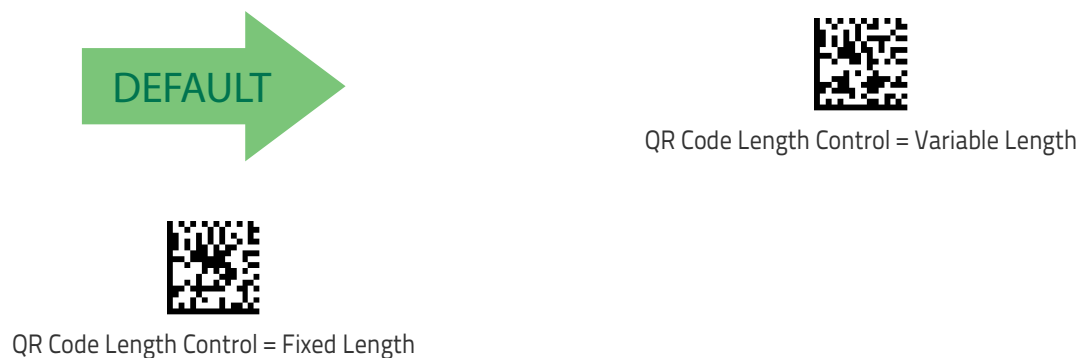 DEFAULT
QR Code Length Control = Variable Length
QR Code Length Control = Fixed Length